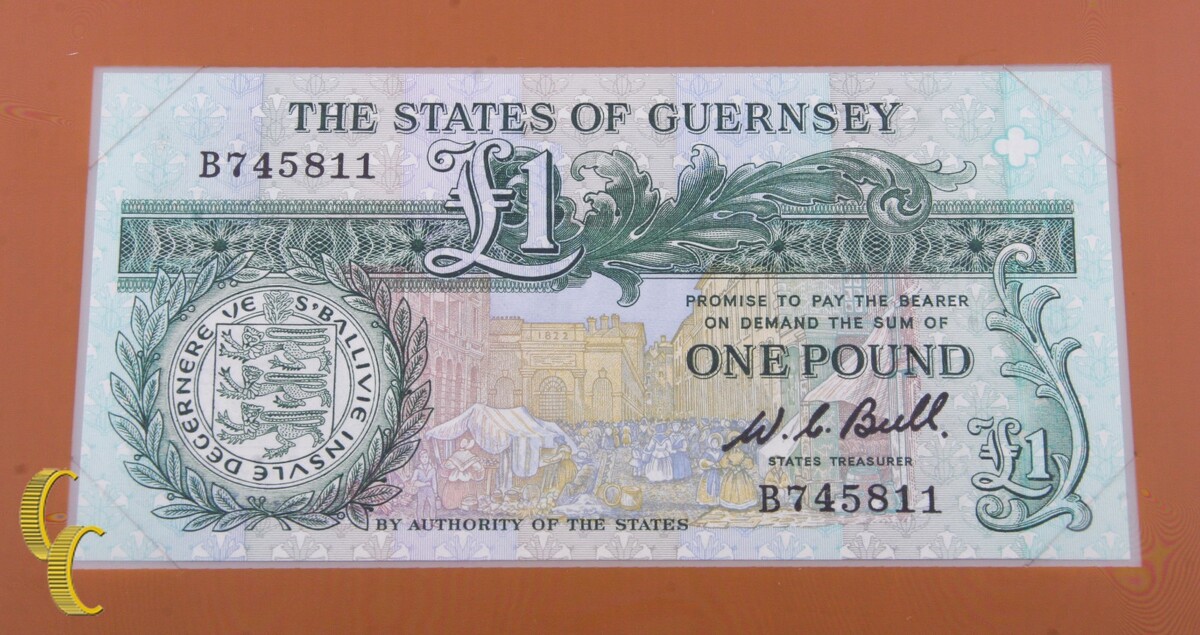 THE STATES OF GUERNSEY
B745811
£1
PROMISE TO PAY THE BEARER
ON DEMAND THE SUM OF
ONE POUND
1822
S'BALLIVIE INSVLE DEGERNERE VE
W. C. Bull.
STATES TREASURER
£1
B745811
BY AUTHORITY OF THE STATES